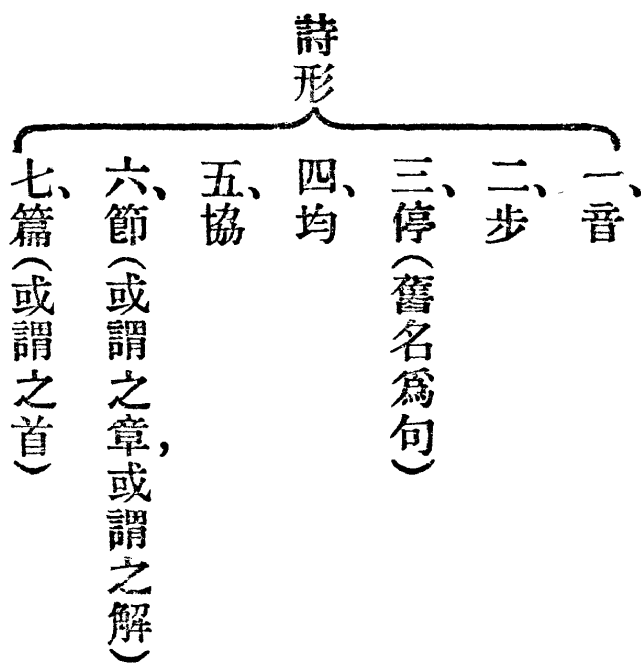 詩形
一、音
二、步
三、停(舊名爲句)
四、均
五、協
六、節(或謂之章,或謂之解)
七、篇(或謂之首)